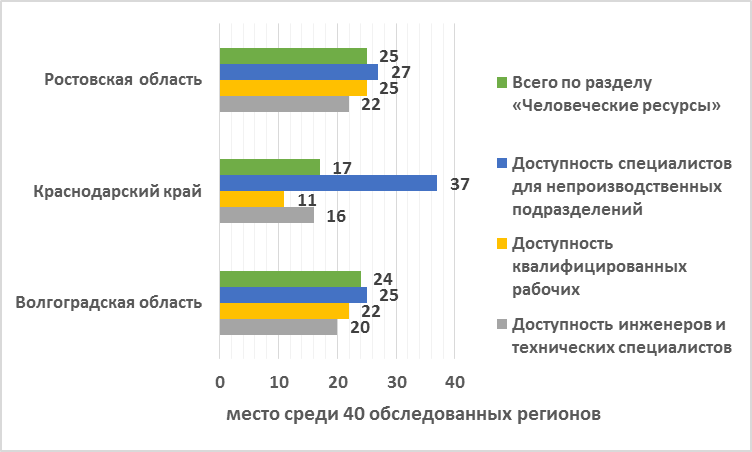 Ростовская область
25
27
25
22
Краснодарский край
17
37
11
16
Волгоградская область
24
25
22
20
0 10 20 30 40
место среди 40 обследованных регионов
Всего по разделу
«Человеческие ресурсы»
Доступность специалистов
для непроизводственных
подразделений
Доступность
квалифицированных
рабочих
Доступность инженеров и
технических специалистов